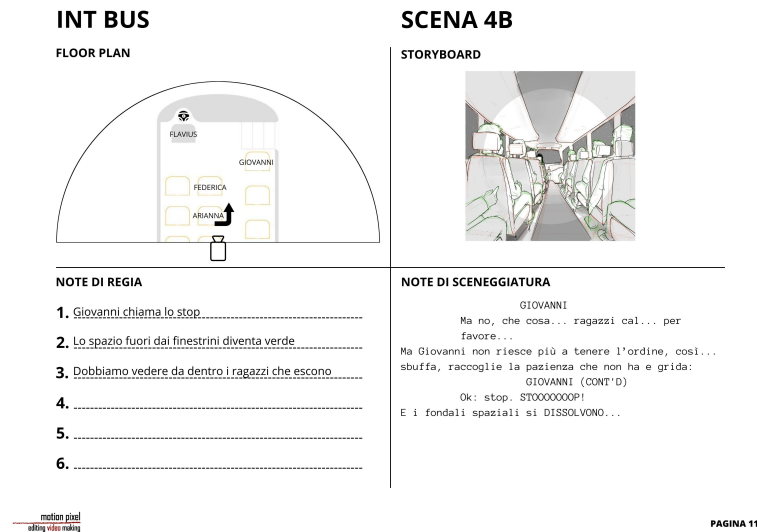 INT BUS
SCENA 4B
FLOOR PLAN
STORYBOARD
FLAVIUS
GIOVANNI
FEDERICA
ARIANNA
NOTE DI REGIA
1. Giovanni chiama lo stop
2. Lo spazio fuori dai finestrini diventa verde
3. Dobbiamo vedere da dentro i ragazzi che escono
4.
5.
6.
NOTE DI SCENEGGIATURA
GIOVANNI
Ma no, che cosa... ragazzi cal... per
favore...
Ma Giovanni non riesce più a tenere l'ordine, così...
sbuffa, raccoglie la pazienza che non ha e grida:
GIOVANNI (CONT'D)
Ok: stop. STOOOOOOOP!
E i fondali spaziali si DISSOLVONO...
motion pixel
editing video making
PAGINA 11